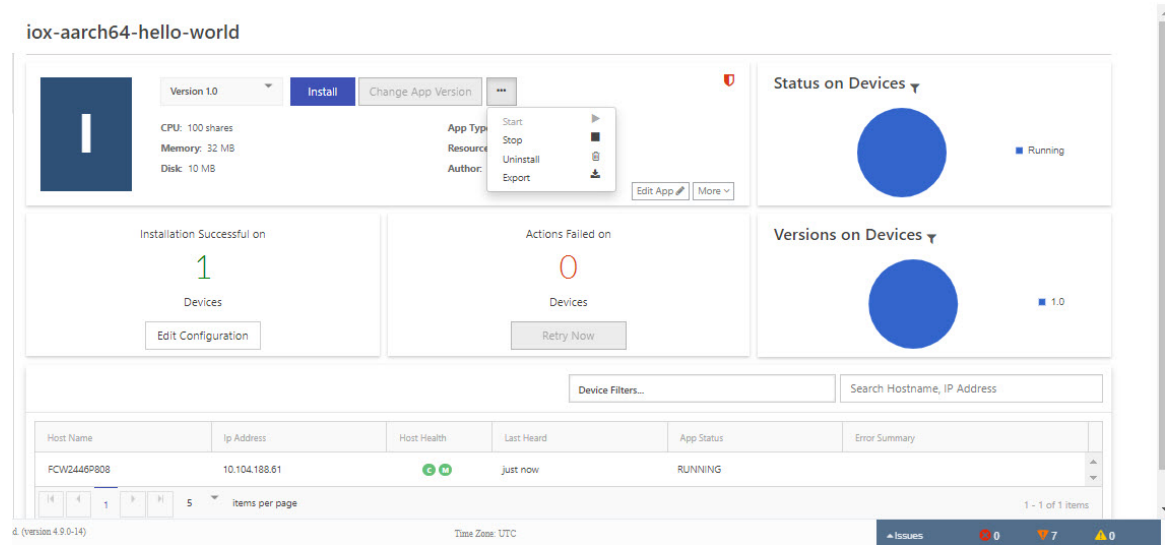 iox-aarch64-hello-world
I
Version 1.0
Install
Change App Version
...
CPU: 100 shares
Memory: 32 MB
Disk: 10 MB
App Typ
Resource
Author:
Start
Stop
Uninstall
Export
Edit App
More
Status on Devices
Running
Installation Successful on
1
Devices
Edit Configuration
Actions Failed on
0
Devices
Retry Now
Versions on Devices
1.0
Device Filters...
Search Hostname, IP Address
Host Name Ip Address Host Health Last Heard App Status Error Summary
FCW2446P808 10.104.188.61 C M just now RUNNING
1 5 items per page 1 - 1 of 1 items
d. (version 4.9.0-14) Time Zone: UTC Issues 0 7 0